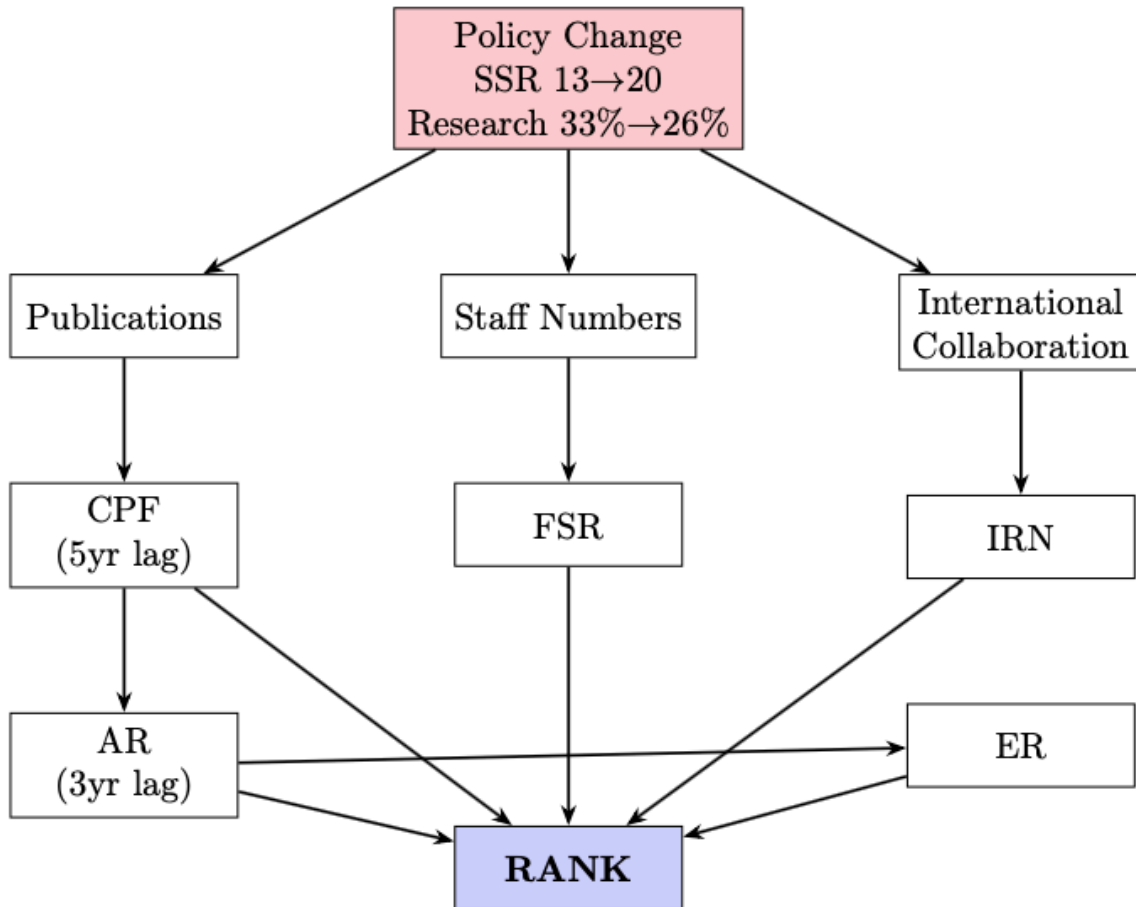 Policy Change
SSR 13→20
Research 33%→26%
Publications
Staff Numbers
International
Collaboration
CPF
(5yr lag)
FSR
IRN
AR
(3yr lag)
ER
RANK